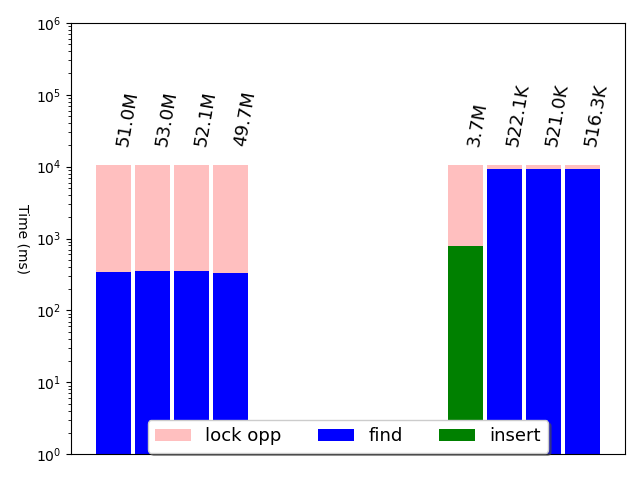 10^6
10^5
10^4
10^3
10^2
10^1
10^0
Time (ms)
51.0M
53.0M
52.1M
49.7M
3.7M
522.1K
521.0K
516.3K
lock opp
find
insert